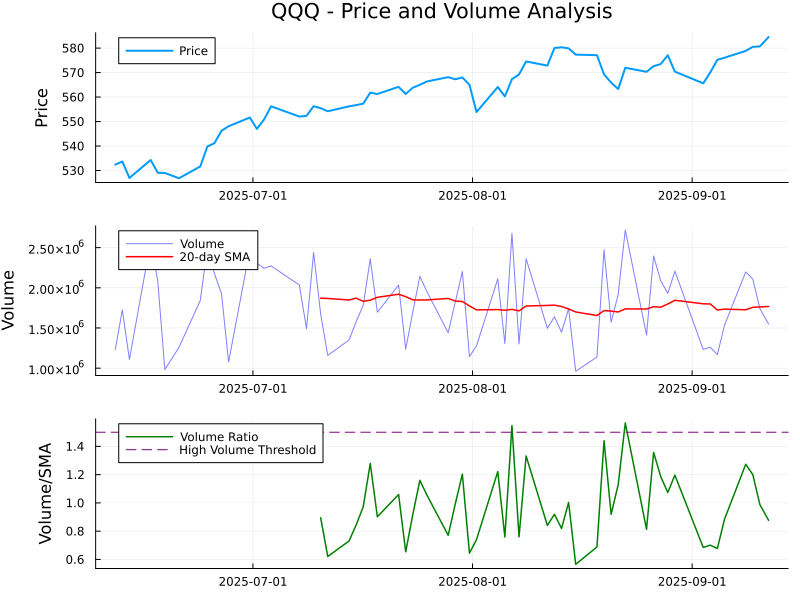 QQQ - Price and Volume Analysis
Price
580
570
560
550
540
530
Price
2025-07-01
2025-08-01
2025-09-01
Volume
20-day SMA
2.50×10⁶
2.00×10⁶
1.50×10⁶
1.00×10⁶
Volume
2025-07-01
2025-08-01
2025-09-01
Volume Ratio
High Volume Threshold
1.4
1.2
1.0
0.8
0.6
Volume/SMA
2025-07-01
2025-08-01
2025-09-01